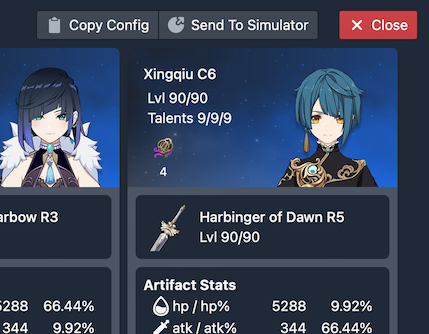 Copy Config
Send To Simulator
Close
Xingqiu C6
Lvl 90/90
Talents 9/9/9
4
R3
Harbinger of Dawn R5
Lvl 90/90
Artifact Stats
66.44%
hp / hp% 5288 9.92%
344 9.92%
atk / atk% 344 66.44%